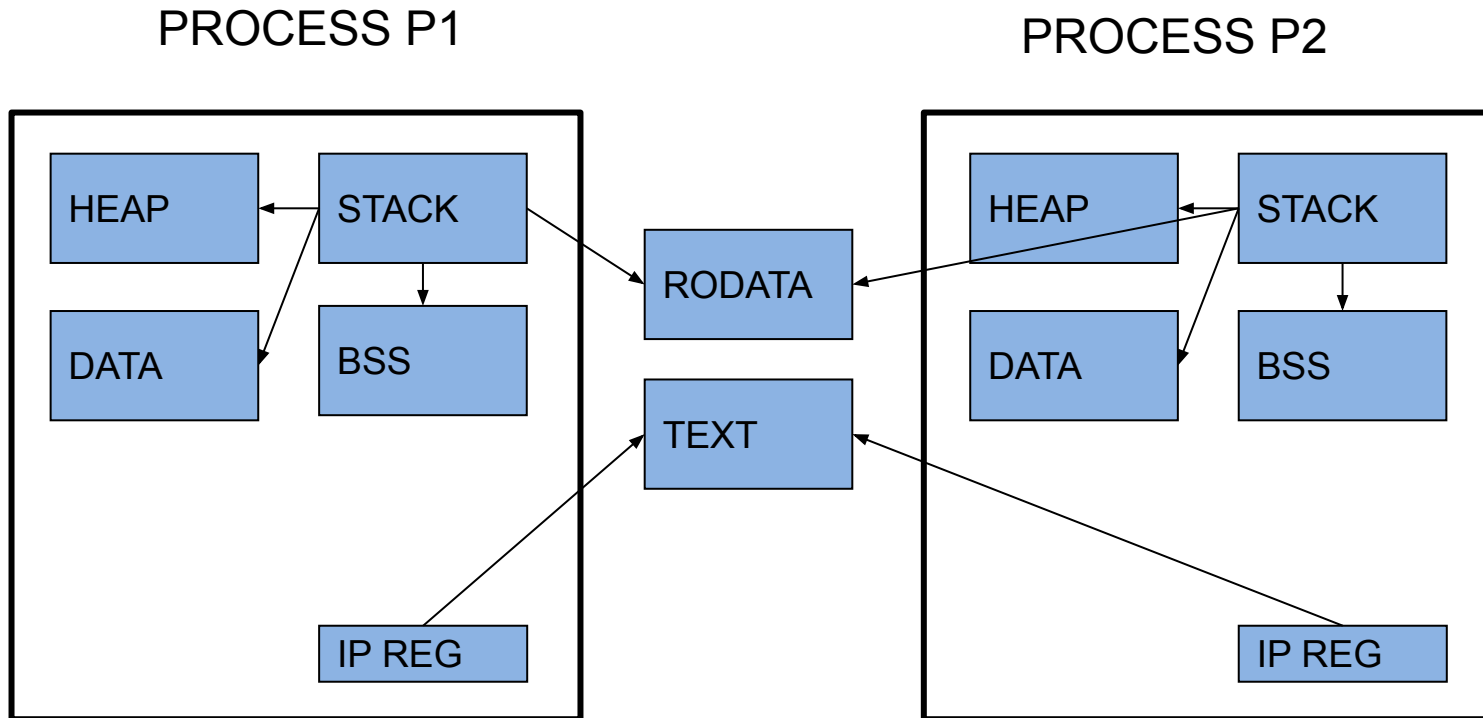 PROCESS P1
PROCESS P2
HEAP
STACK
DATA
BSS
IP REG
RODATA
TEXT
HEAP
STACK
DATA
BSS
IP REG